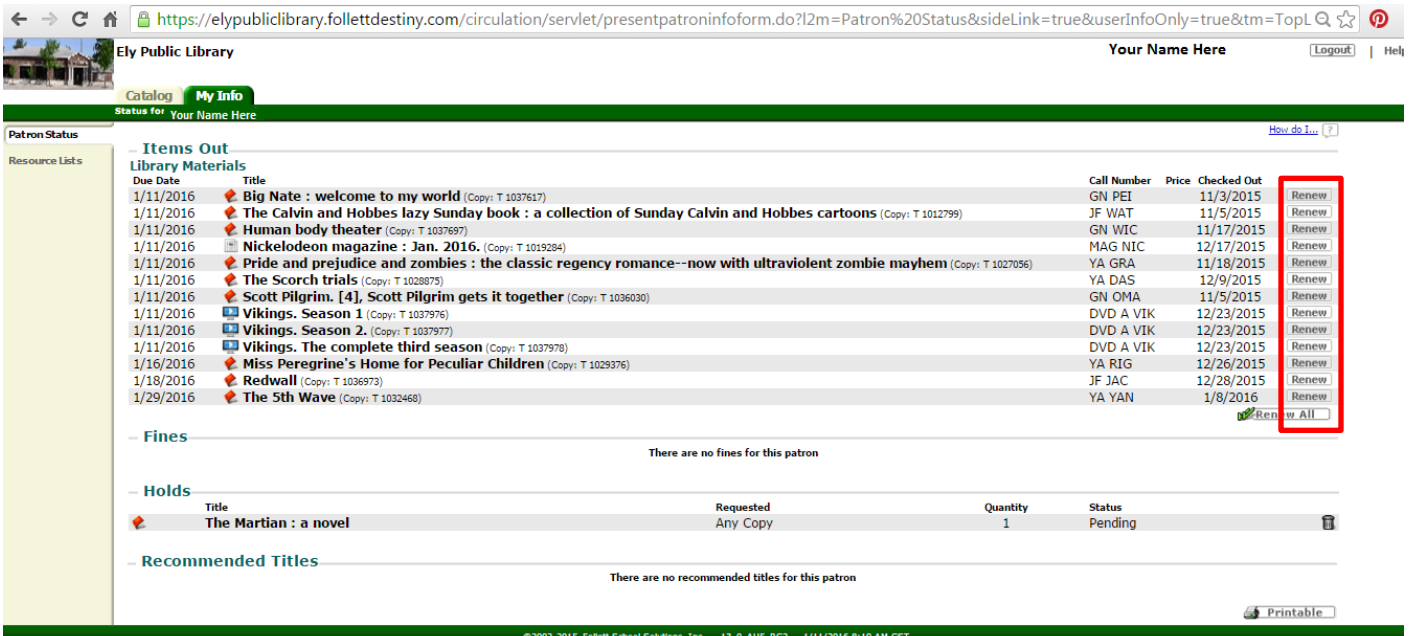 https://elypubliclibrary.follettdestiny.com/circulation/servlet/presentpatroninfoform.do?l2m=Patron%20Status&sideLink=true&userInfoOnly=true&tm=TopL
Ely Public Library Your Name Here Logout | Help
Catalog My Info
Status for Your Name Here
Patron Status How do I... ?
Resource Lists
Items Out
Library Materials
Due Date Title Call Number Price Checked Out
1/11/2016 Big Nate : welcome to my world (Copy: T 1037617) GN PEI 11/3/2015 Renew
1/11/2016 The Calvin and Hobbes lazy Sunday book : a collection of Sunday Calvin and Hobbes cartoons (Copy: T 1012799) JF WAT 11/5/2015 Renew
1/11/2016 Human body theater (Copy: T 1037697) GN WIC 11/17/2015 Renew
1/11/2016 Nickelodeon magazine : Jan. 2016. (Copy: T 1019284) MAG NIC 12/17/2015 Renew
1/11/2016 Pride and prejudice and zombies : the classic regency romance--now with ultraviolent zombie mayhem (Copy: T 1027056) YA GRA 11/18/2015 Renew
1/11/2016 The Scorch trials (Copy: T 1028875) YA DAS 12/9/2015 Renew
1/11/2016 Scott Pilgrim. [4], Scott Pilgrim gets it together (Copy: T 1036030) GN OMA 11/5/2015 Renew
1/11/2016 Vikings. Season 1 (Copy: T 1037976) DVD A VIK 12/23/2015 Renew
1/11/2016 Vikings. Season 2. (Copy: T 1037977) DVD A VIK 12/23/2015 Renew
1/11/2016 Vikings. The complete third season (Copy: T 1037978) DVD A VIK 12/23/2015 Renew
1/16/2016 Miss Peregrine's Home for Peculiar Children (Copy: T 1029376) YA RIG 12/26/2015 Renew
1/18/2016 Redwall (Copy: T 1036973) JF JAC 12/28/2015 Renew
1/29/2016 The 5th Wave (Copy: T 1032468) YA YAN 1/8/2016 Renew
Renew All
Fines
There are no fines for this patron
Holds
Title Requested Quantity Status
The Martian : a novel Any Copy 1 Pending
Recommended Titles
There are no recommended titles for this patron
Printable
1/11/2016 8:19 AM CST